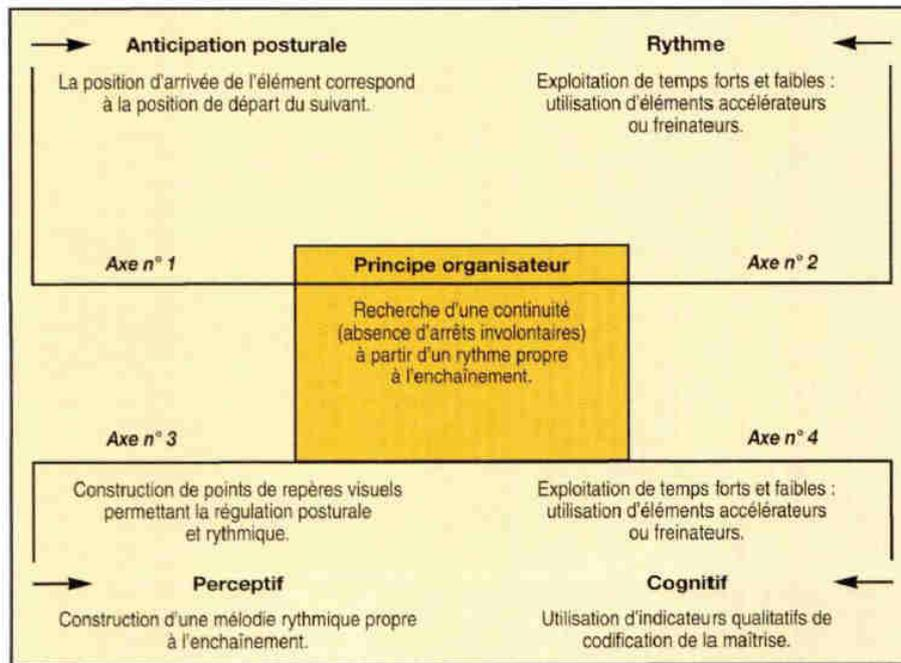 Anticipation posturale
La position d'arrivée de l'élément correspond
à la position de départ du suivant.
Rythme
Exploitation de temps forts et faibles :
utilisation d'éléments accélérateurs
ou freinateurs.
Axe n° 1
Principe organisateur
Axe n° 2
Recherche d'une continuité
(absence d'arrêts involontaires)
à partir d'un rythme propre
à l'enchaînement.
Axe n° 3
Axe n° 4
Construction de points de repères visuels
permettant la régulation posturale
et rythmique.
Exploitation de temps forts et faibles :
utilisation d'éléments accélérateurs
ou freinateurs.
Perceptif
Construction d'une mélodie rythmique propre
à l'enchaînement.
Cognitif
Utilisation d'indicateurs qualitatifs de
codification de la maîtrise.